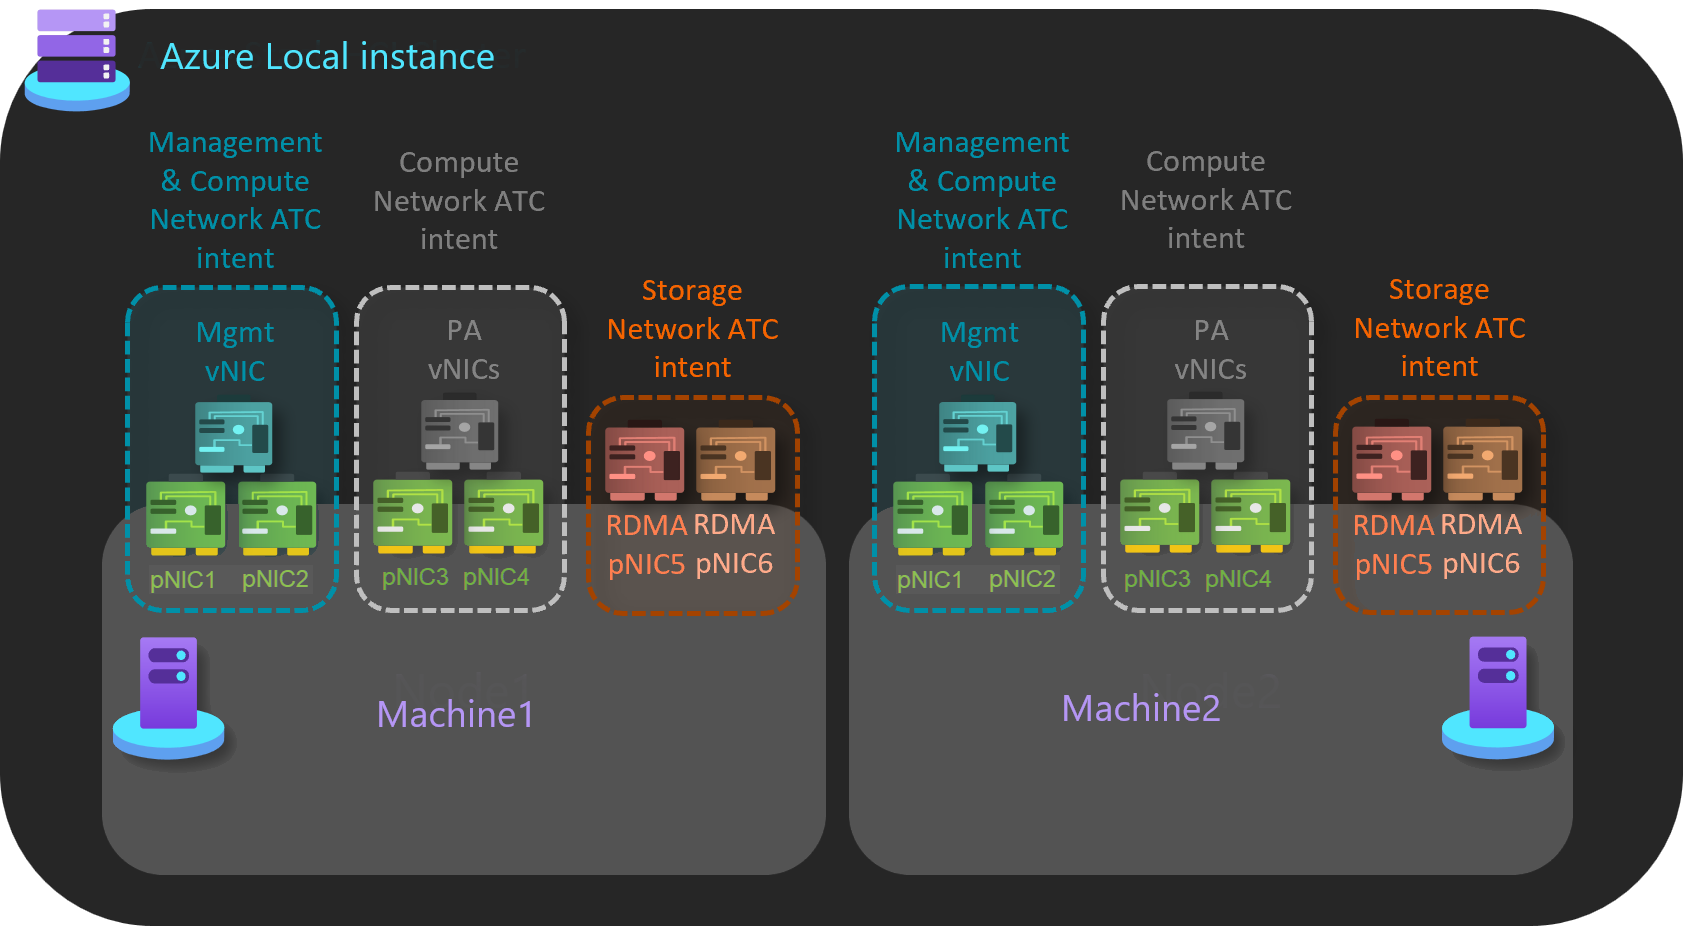 Azure Local instance
Management
& Compute
Network ATC
intent
Compute
Network ATC
intent
Storage
Network ATC
intent
Mgmt
vNIC
PA
vNICs
pNIC1
pNIC2
pNIC3
pNIC4
RDMA
pNIC5
RDMA
pNIC6
Machine1
Management
& Compute
Network ATC
intent
Compute
Network ATC
intent
Storage
Network ATC
intent
Mgmt
vNIC
PA
vNICs
pNIC1
pNIC2
pNIC3
pNIC4
RDMA
pNIC5
RDMA
pNIC6
Node2
Machine2
Node1